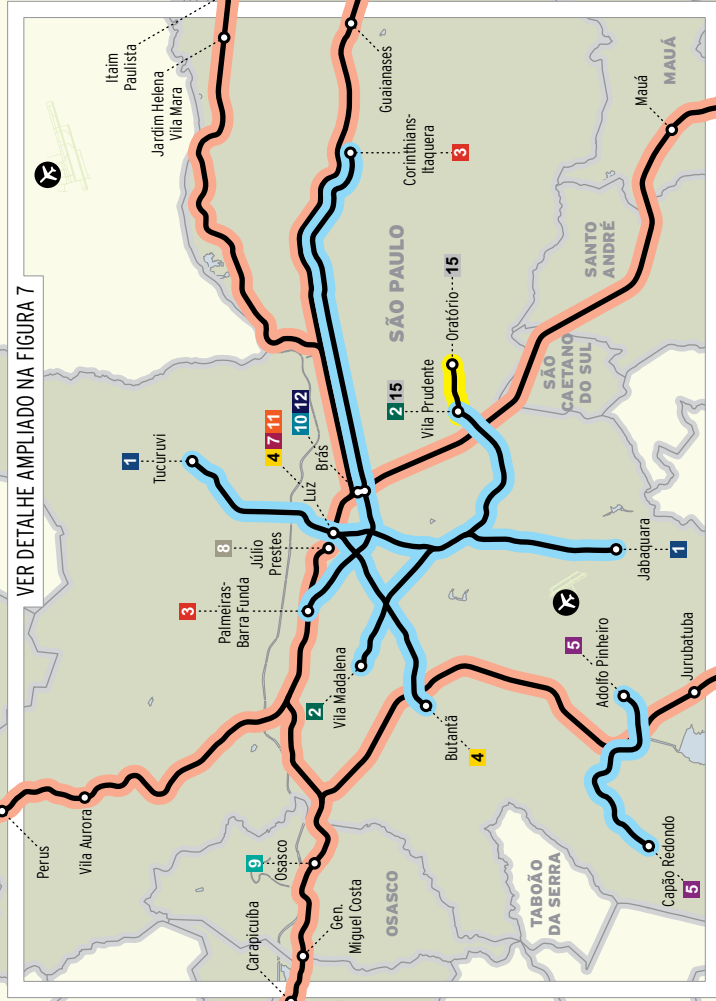 VER DETALHE AMPLIADO NA FIGURA 7
Itaim
Paulista
Jardim Helena
Vila Mara
Guaianases
Corinthians-
Itaquera
3
MAUÁ
Mauá
SANTO
ANDRÉ
SÃO PAULO
SÃO
CAETANO
DO SUL
Oratório
15
Vila Prudente
2 15
1
Tucuruvi
4 7 11
10 12
Luz
Brás
8
Júlio
Prestes
3
Palmeiras-
Barra Funda
2
Vila Madalena
Butantã
4
Jabaquara
1
5
Adolfo Pinheiro
Jurubatuba
Capão Redondo
5
TABOÃO
DA SERRA
OSASCO
9
Osasco
Gen.
Miguel Costa
Carapicuíba
Vila Aurora
Perus